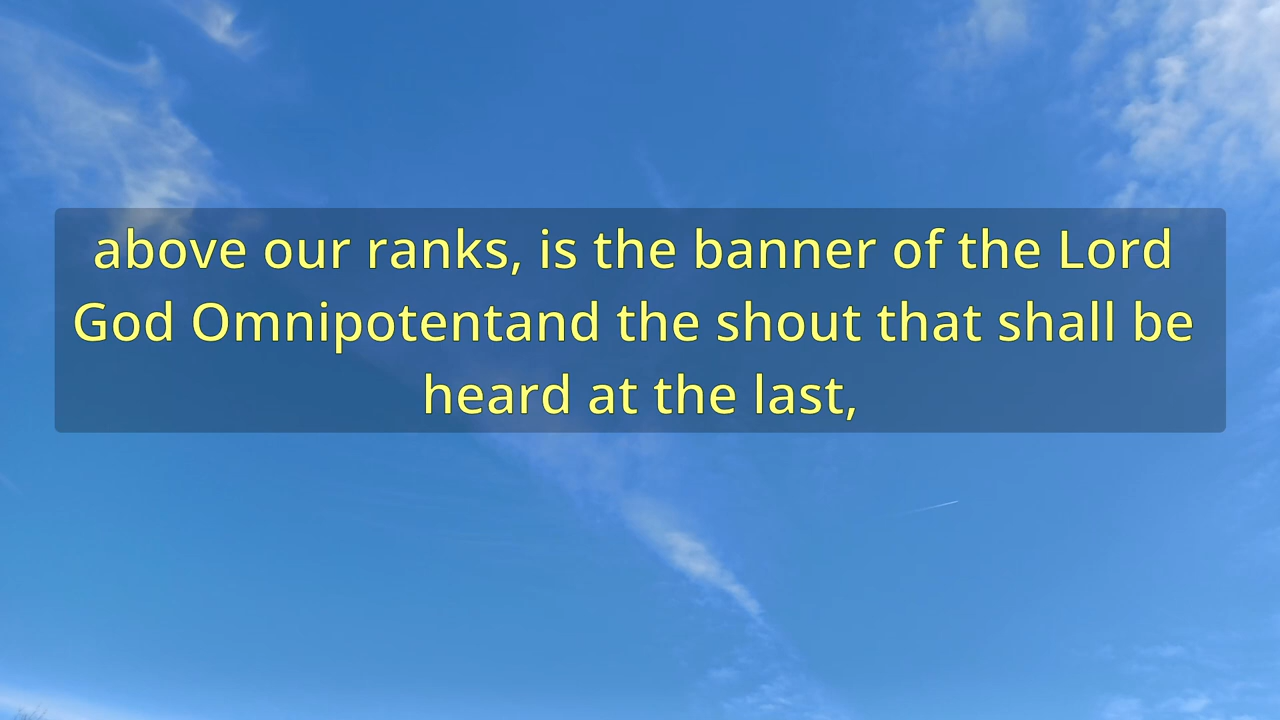 above our ranks, is the banner of the Lord
God Omnipotentand the shout that shall be
heard at the last,